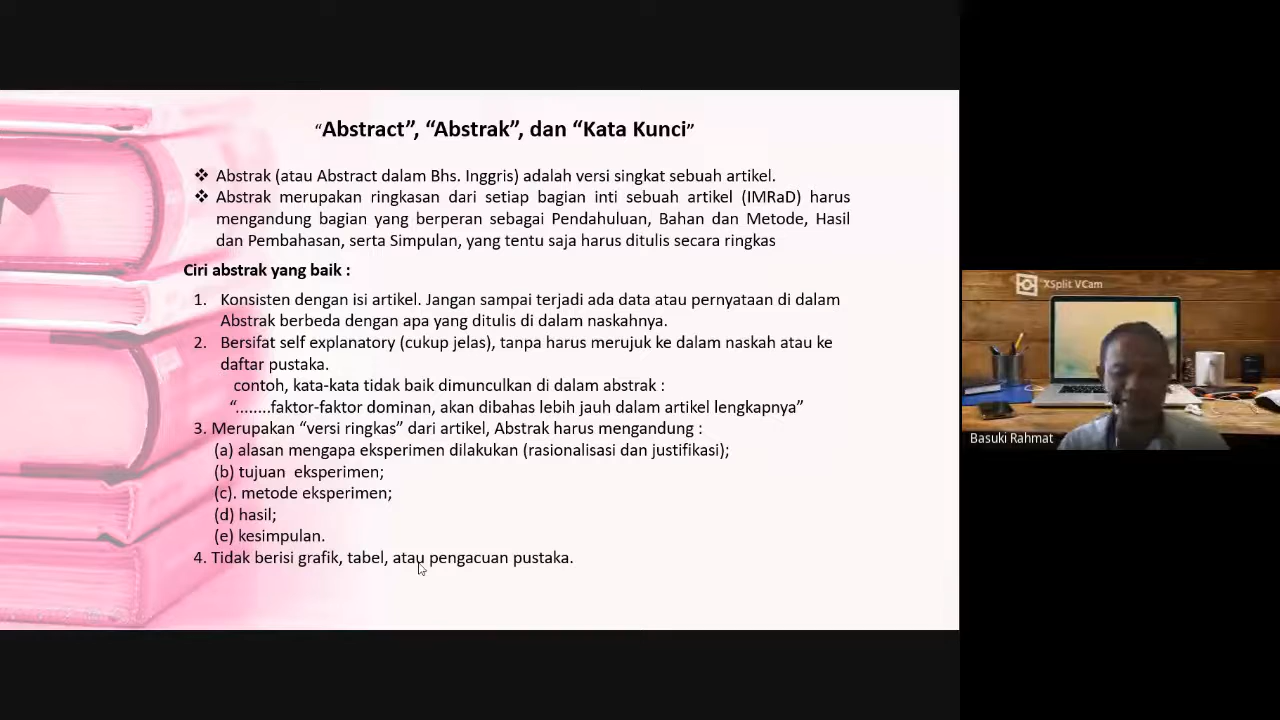 “Abstract”, “Abstrak”, dan “Kata Kunci”
❖ Abstrak (atau Abstract dalam Bhs. Inggris) adalah versi singkat sebuah artikel.
❖ Abstrak merupakan ringkasan dari setiap bagian inti sebuah artikel (IMRaD) harus
mengandung bagian yang berperan sebagai Pendahuluan, Bahan dan Metode, Hasil
dan Pembahasan, serta Simpulan, yang tentu saja harus ditulis secara ringkas
Ciri abstrak yang baik :
1. Konsisten dengan isi artikel. Jangan sampai terjadi ada data atau pernyataan di dalam
Abstrak berbeda dengan apa yang ditulis di dalam naskahnya.
2. Bersifat self explanatory (cukup jelas), tanpa harus merujuk ke dalam naskah atau ke
daftar pustaka.
contoh, kata-kata tidak baik dimunculkan di dalam abstrak :
“........faktor-faktor dominan, akan dibahas lebih jauh dalam artikel lengkapnya”
3. Merupakan “versi ringkas” dari artikel, Abstrak harus mengandung :
(a) alasan mengapa eksperimen dilakukan (rasionalisasi dan justifikasi);
(b) tujuan  eksperimen;
(c). metode eksperimen;
(d) hasil;
(e) kesimpulan.
4. Tidak berisi grafik, tabel, atau pengacuan pustaka.
XSplit VCam
Basuki Rahmat